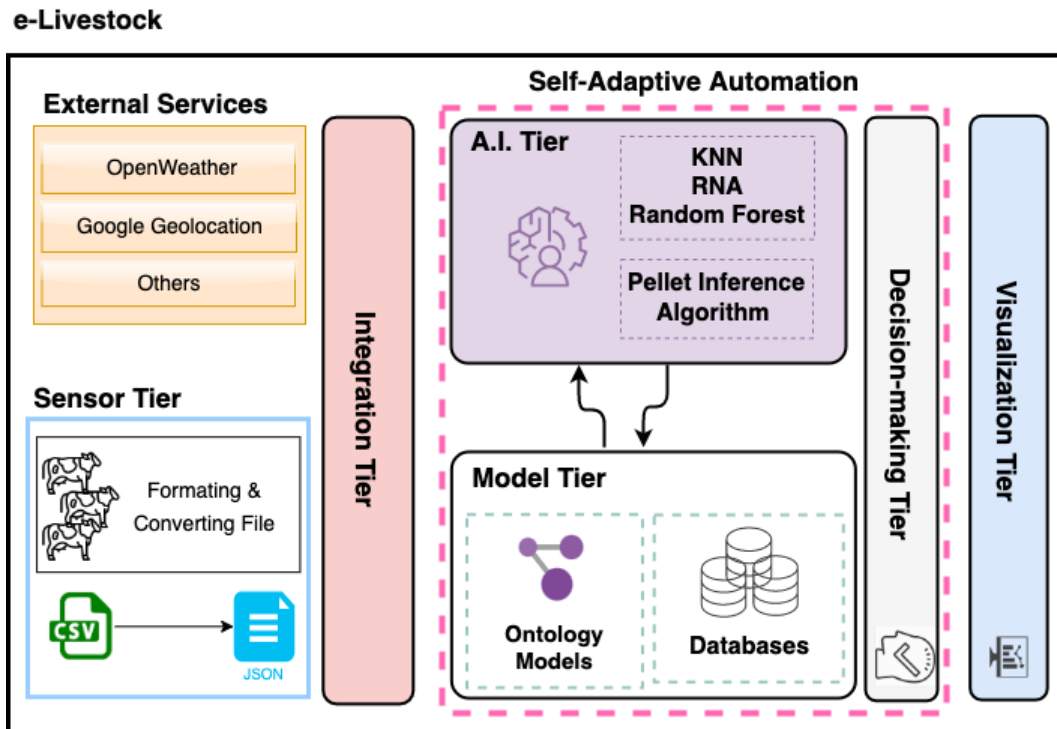 e-Livestock
External Services
OpenWeather
Google Geolocation
Others
Sensor Tier
Formating &
Converting File
CSV
JSON
Integration Tier
Self-Adaptive Automation
A.I. Tier
KNN
RNA
Random Forest
Pellet Inference
Algorithm
Model Tier
Ontology
Models
Databases
Decision-making Tier
Visualization Tier